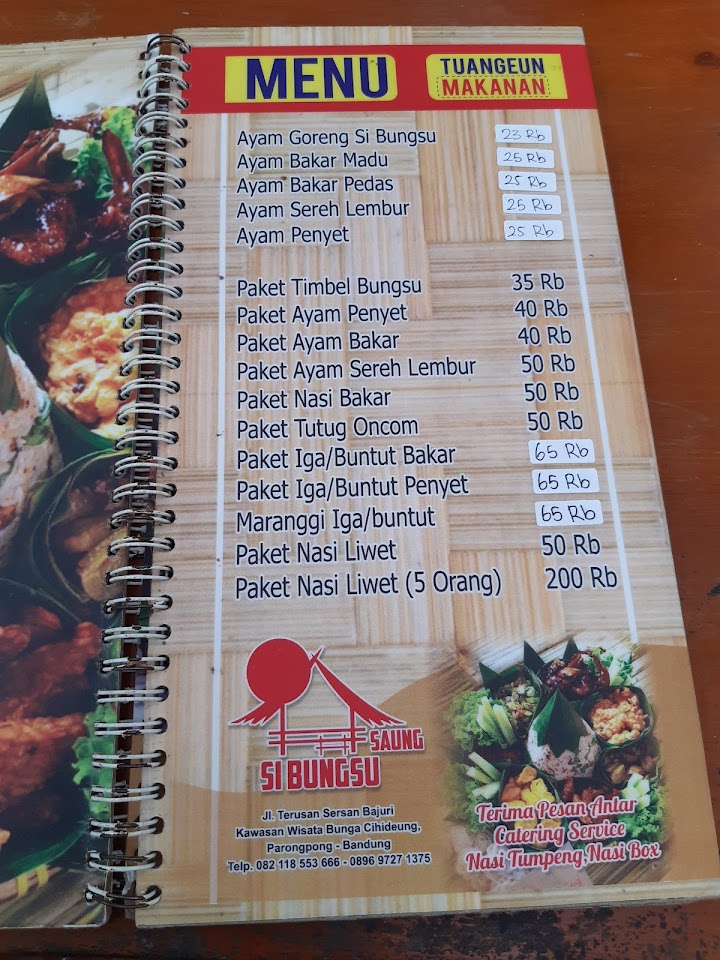 MENU
TUANGEUN
MAKANAN
Ayam Goreng Si Bungsu 23 Rb
Ayam Bakar Madu 25 Rb
Ayam Bakar Pedas 25 Rb
Ayam Sereh Lembur 25 Rb
Ayam Penyet 25 Rb
Paket Timbel Bungsu 35 Rb
Paket Ayam Penyet 40 Rb
Paket Ayam Bakar 40 Rb
Paket Ayam Sereh Lembur 50 Rb
Paket Nasi Bakar 50 Rb
Paket Tutug Oncom 50 Rb
Paket Iga/Buntut Bakar 65 Rb
Paket Iga/Buntut Penyet 65 Rb
Maranggi Iga/buntut 65 Rb
Paket Nasi Liwet 50 Rb
Paket Nasi Liwet (5 Orang) 200 Rb
SAUNG
SI BUNGSU
Jl. Terusan Sersan Bajuri
Kawasan Wisata Bunga Cihideung,
Parongpong - Bandung
Telp. 082 118 553 666 - 0896 9727 1375
Terima Pesan Antar
Catering Service
Nasi Tumpeng,Nasi Box